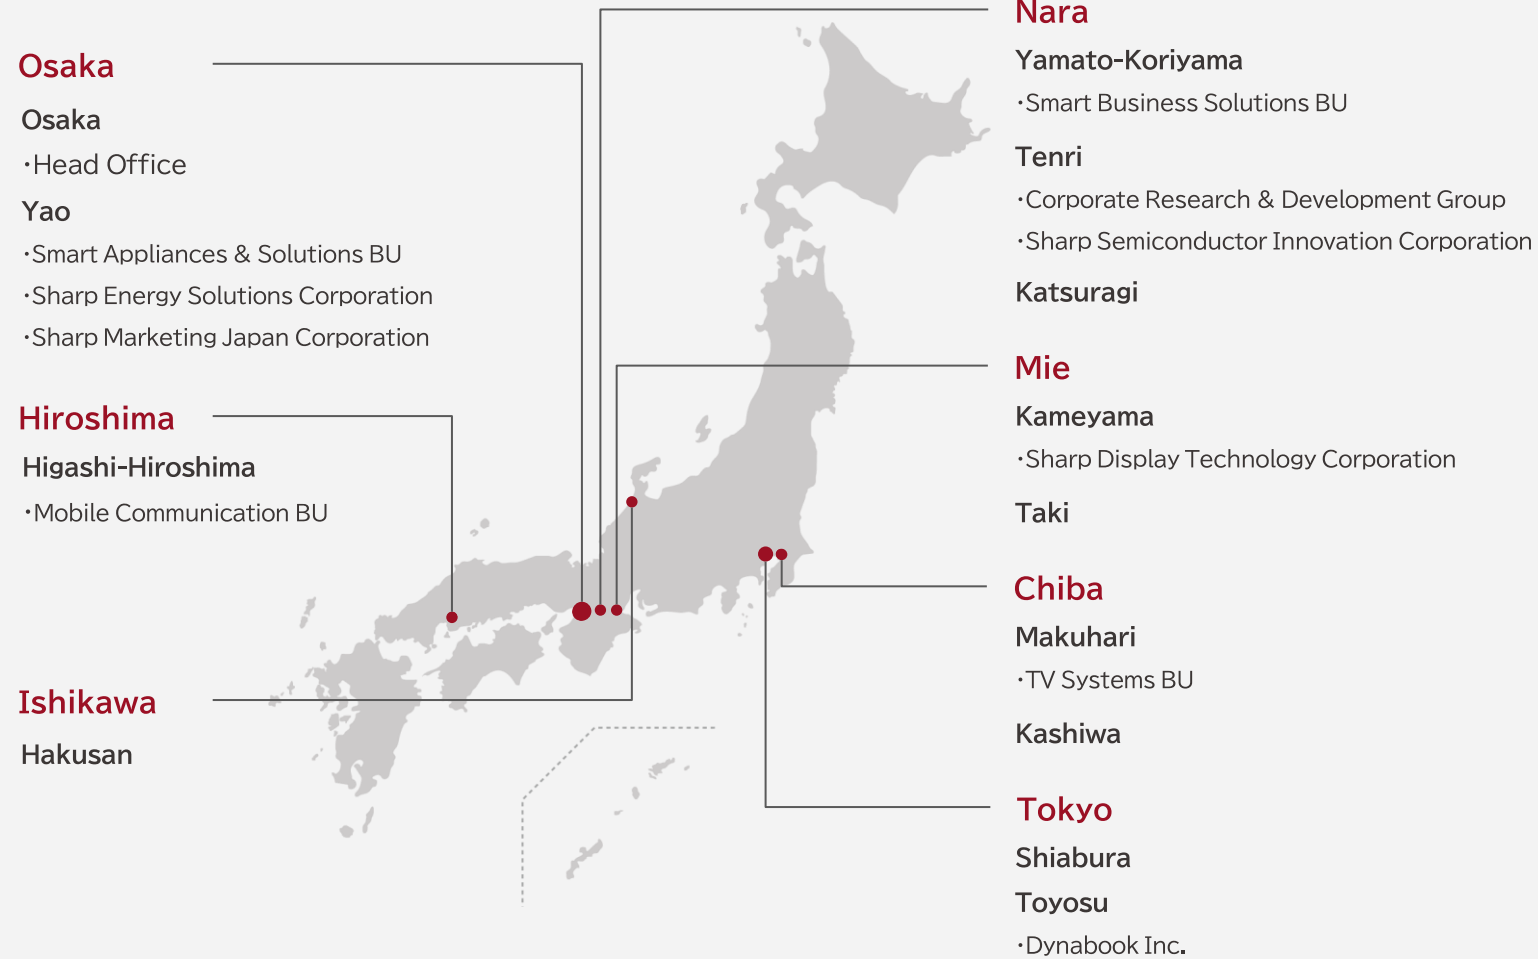 Osaka
Osaka
・Head Office
Yao
・Smart Appliances & Solutions BU
・Sharp Energy Solutions Corporation
・Sharp Marketing Japan Corporation
Hiroshima
Higashi-Hiroshima
・Mobile Communication BU
Ishikawa
Hakusan
Nara
Yamato-Koriyama
・Smart Business Solutions BU
Tenri
・Corporate Research & Development Group
・Sharp Semiconductor Innovation Corporation
Katsuragi
Mie
Kameyama
・Sharp Display Technology Corporation
Taki
Chiba
Makuhari
・TV Systems BU
Kashiwa
Tokyo
Shiabura
Toyosu
・Dynabook Inc.